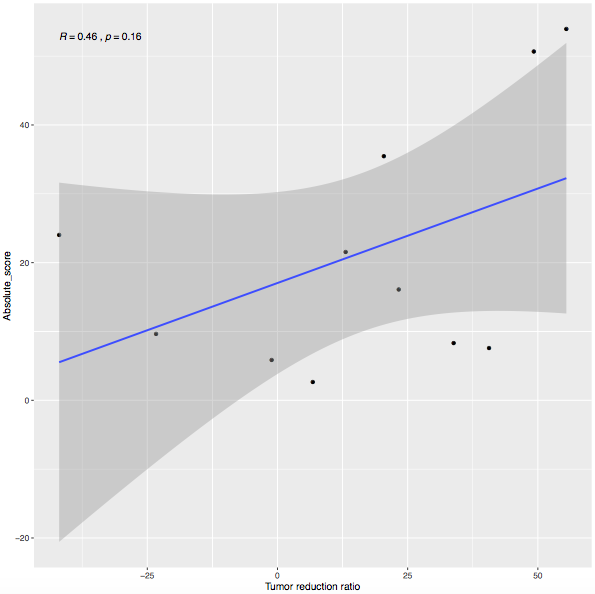 R = 0.46 , p = 0.16
40
20
0
−20
Absolute_score
−25
0
25
50
Tumor reduction ratio